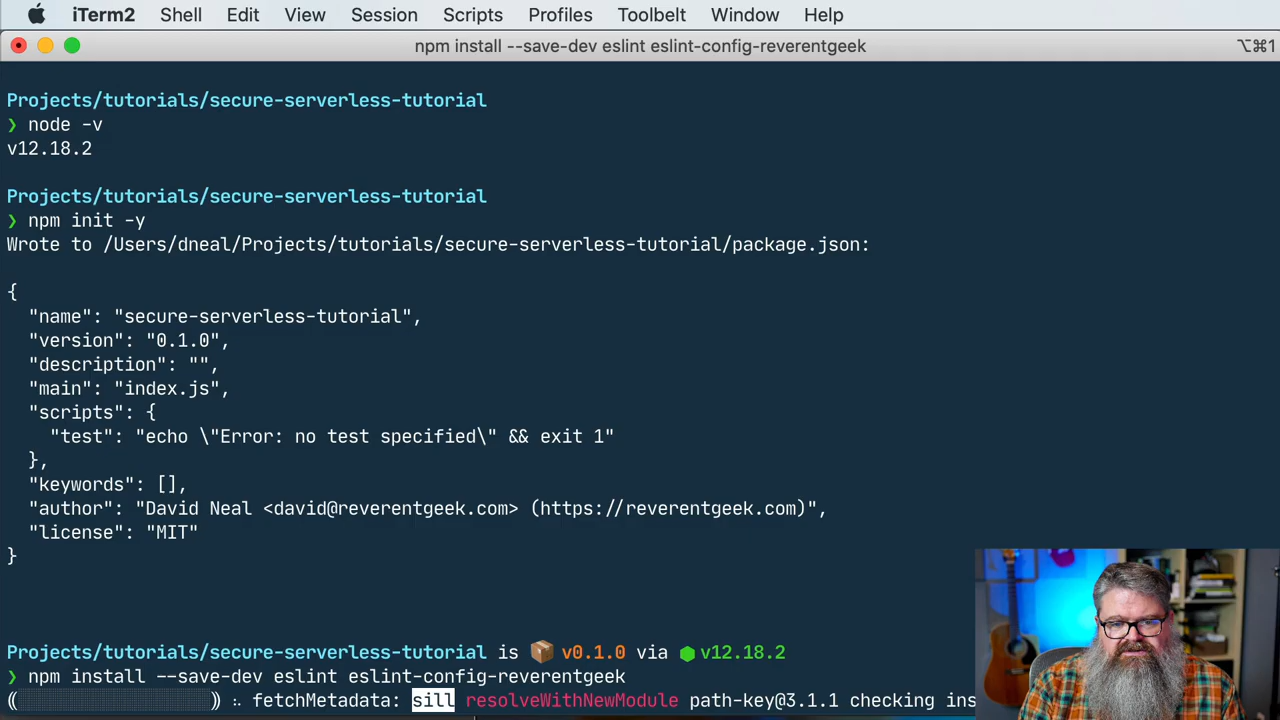 iTerm2 Shell Edit View Session Scripts Profiles Toolbelt Window Help
npm install --save-dev eslint eslint-config-reverentgeek ⌥⌘1
Projects/tutorials/secure-serverless-tutorial
❯ node -v
v12.18.2
Projects/tutorials/secure-serverless-tutorial
❯ npm init -y
Wrote to /Users/dneal/Projects/tutorials/secure-serverless-tutorial/package.json:
{
"name": "secure-serverless-tutorial",
"version": "0.1.0",
"description": "",
"main": "index.js",
"scripts": {
"test": "echo \"Error: no test specified\" && exit 1"
},
"keywords": [],
"author": "David Neal <david@reverentgeek.com> (https://reverentgeek.com)",
"license": "MIT"
}
Projects/tutorials/secure-serverless-tutorial is 📦 v0.1.0 via ⬢ v12.18.2
❯ npm install --save-dev eslint eslint-config-reverentgeek
((░░░░░░░░░░░░░░░░░░)) ⠦ fetchMetadata: sill resolveWithNewModule path-key@3.1.1 checking ins